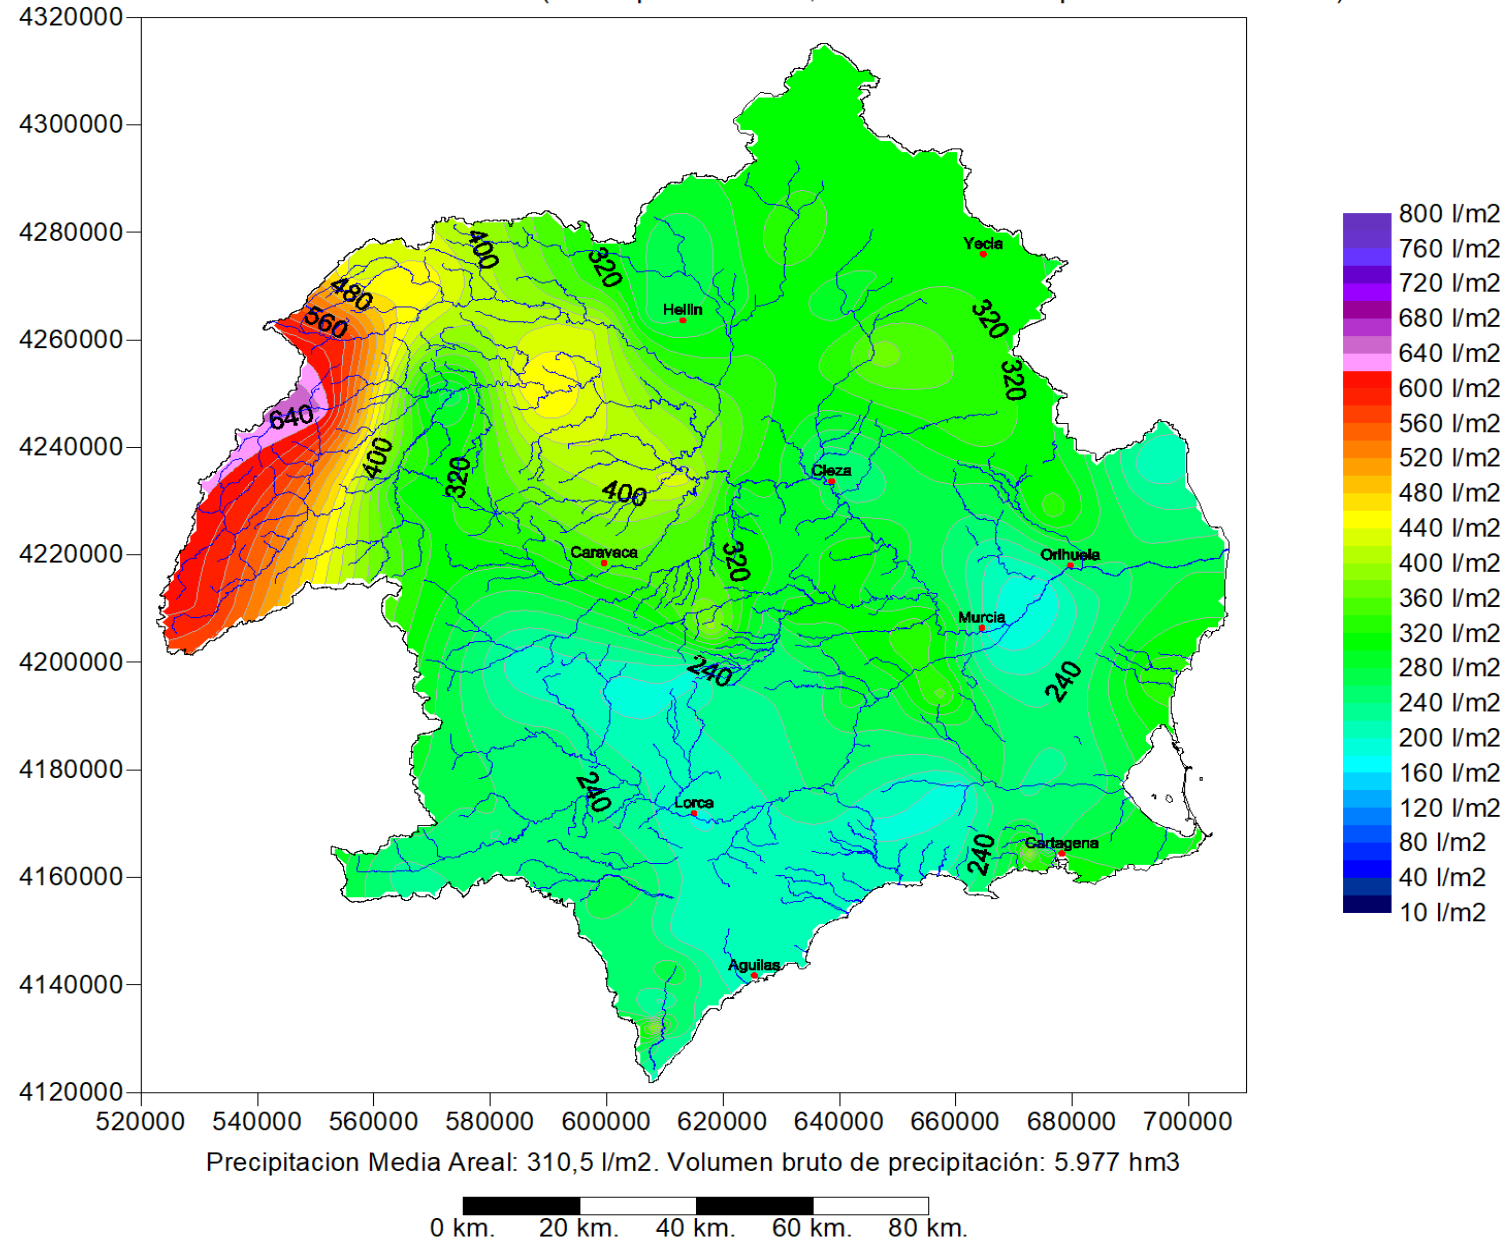 4320000
4300000
4280000
4260000
4240000
4220000
4200000
4180000
4160000
4140000
4120000
520000 540000 560000 580000 600000 620000 640000 660000 680000 700000
400
320
480
560
640
400
320
400
320
320
320
240
240
240
240
Yecla
Hellin
Cieza
Caravaca
Orihuela
Murcia
Lorca
Cartagena
Aguilas
800 l/m2
760 l/m2
720 l/m2
680 l/m2
640 l/m2
600 l/m2
560 l/m2
520 l/m2
480 l/m2
440 l/m2
400 l/m2
360 l/m2
320 l/m2
280 l/m2
240 l/m2
200 l/m2
160 l/m2
120 l/m2
80 l/m2
40 l/m2
10 l/m2
Precipitacion Media Areal: 310,5 l/m2. Volumen bruto de precipitación: 5.977 hm3
0 km. 20 km. 40 km. 60 km. 80 km.